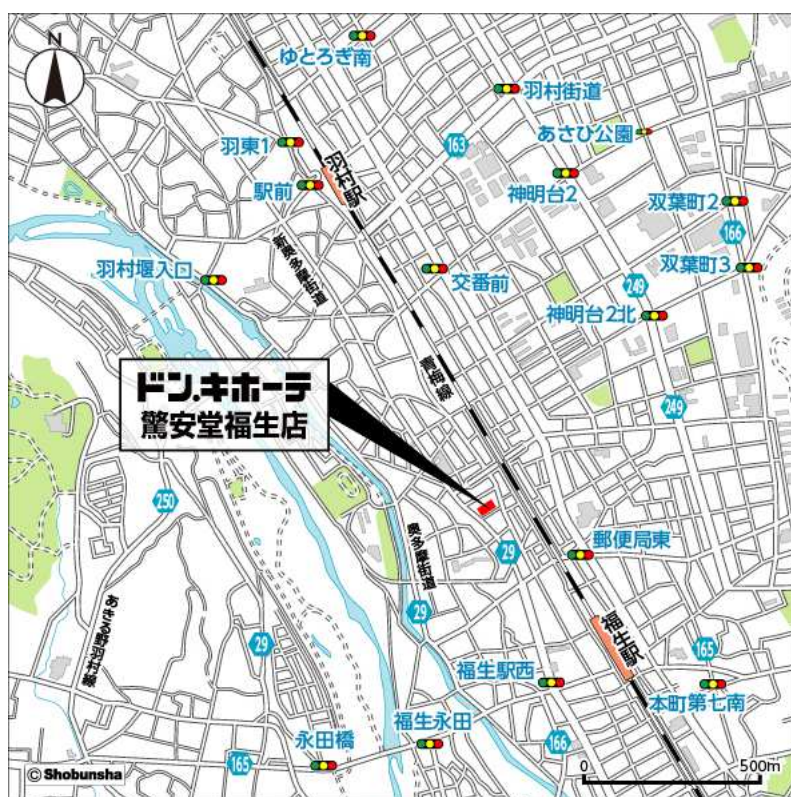 N
ゆとろぎ南
羽村街道
あさひ公園
羽東1
163
羽村駅
駅前
神明台2
双葉町2
166
新奥多摩街道
羽村堰入口
交番前
双葉町3
249
神明台2北
青梅線
ドン.キホーテ
驚安堂福生店
249
250
奥多摩街道
29
郵便局東
あきる野羽村線
29
29
福生駅
165
福生駅西
本町第七南
福生永田
永田橋
166
165
0 500m
© Shobunsha